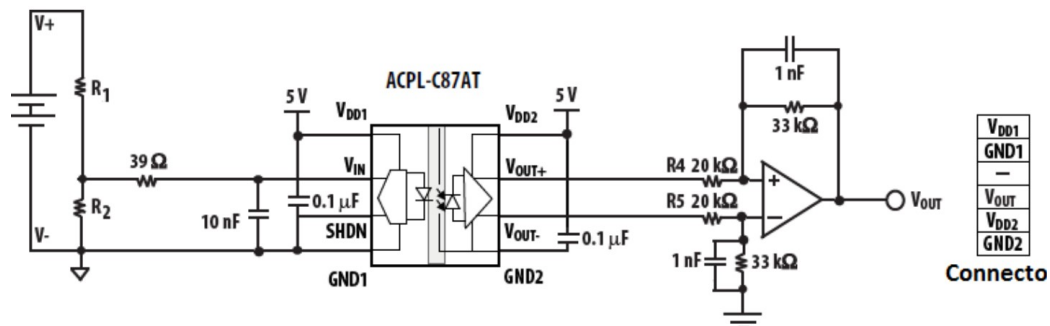 V+
R1
R2
V-
39 Ω
10 nF
5 V
0.1 μF
ACPL-C87AT
VDD1
VIN
SHDN
GND1
VDD2
VOUT+
VOUT-
GND2
5 V
0.1 μF
R4 20 kΩ
R5 20 kΩ
1 nF
33 kΩ
+
−
1 nF
33 kΩ
VOUT
VDD1
GND1
–
VOUT
VDD2
GND2
Connecto